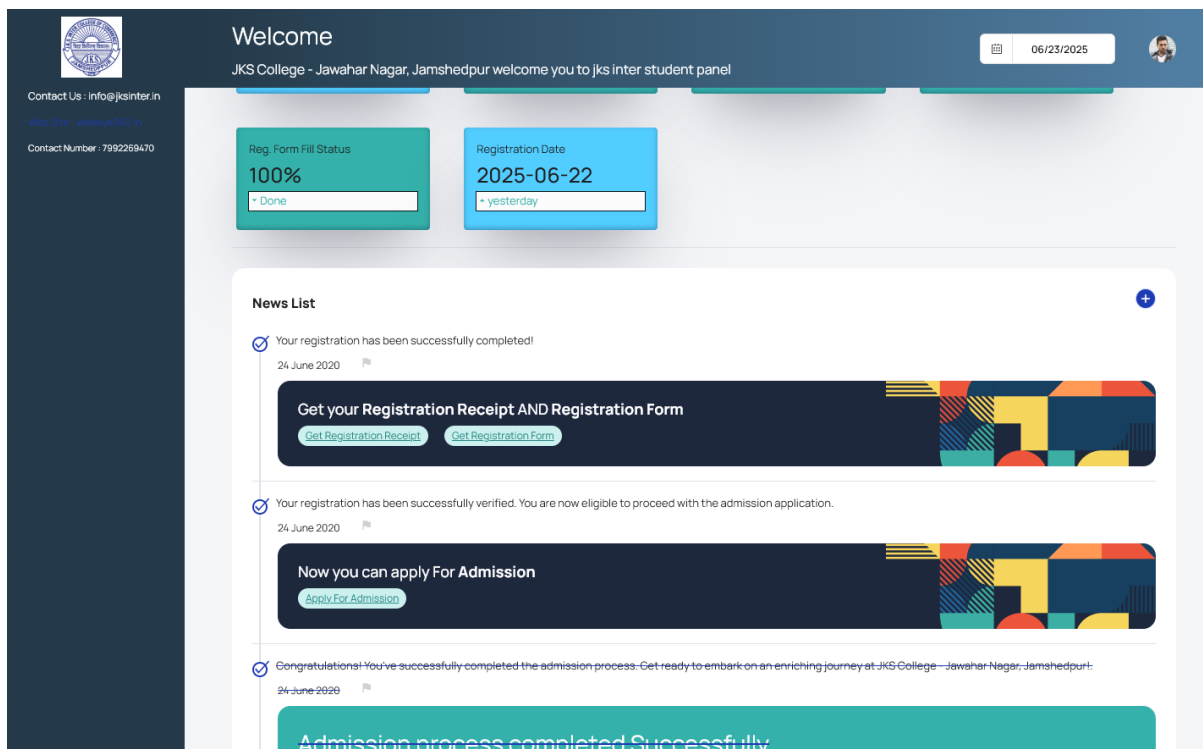 Welcome
JKS College - Jawahar Nagar, Jamshedpur welcome you to jks inter student panel
06/23/2025
JKS
JAMSHEDPUR
Contact Us : info@jksinter.in
Contact Number : 7992269470
Reg. Form Fill Status
100%
Done
Registration Date
2025-06-22
yesterday
News List
Your registration has been successfully completed!
24 June 2020
Get your Registration Receipt AND Registration Form
Get Registration Receipt
Get Registration Form
Your registration has been successfully verified. You are now eligible to proceed with the admission application.
24 June 2020
Now you can apply For Admission
Apply For Admission
Congratulations! You've successfully completed the admission process. Get ready to embark on an enriching journey at JKS College - Jawahar Nagar, Jamshedpur!.
24 June 2020
Admission process completed Successfully